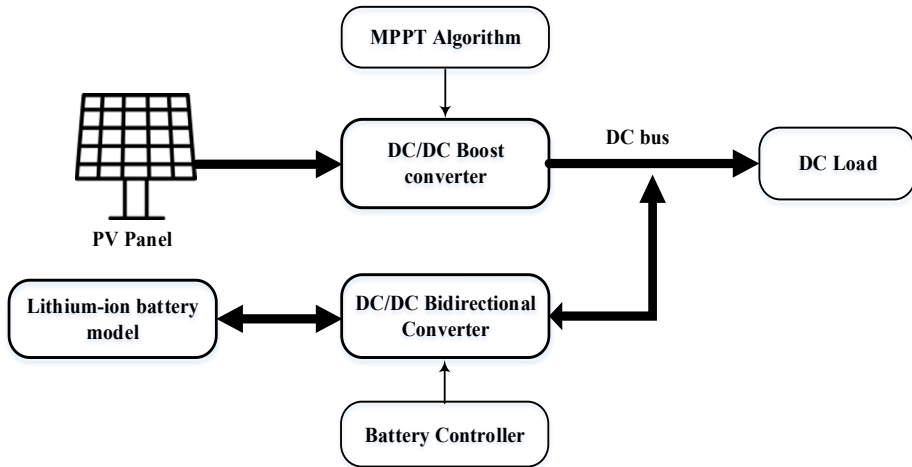 MPPT Algorithm
DC/DC Boost
converter
DC bus
DC Load
PV Panel
Lithium-ion battery
model
DC/DC Bidirectional
Converter
Battery Controller